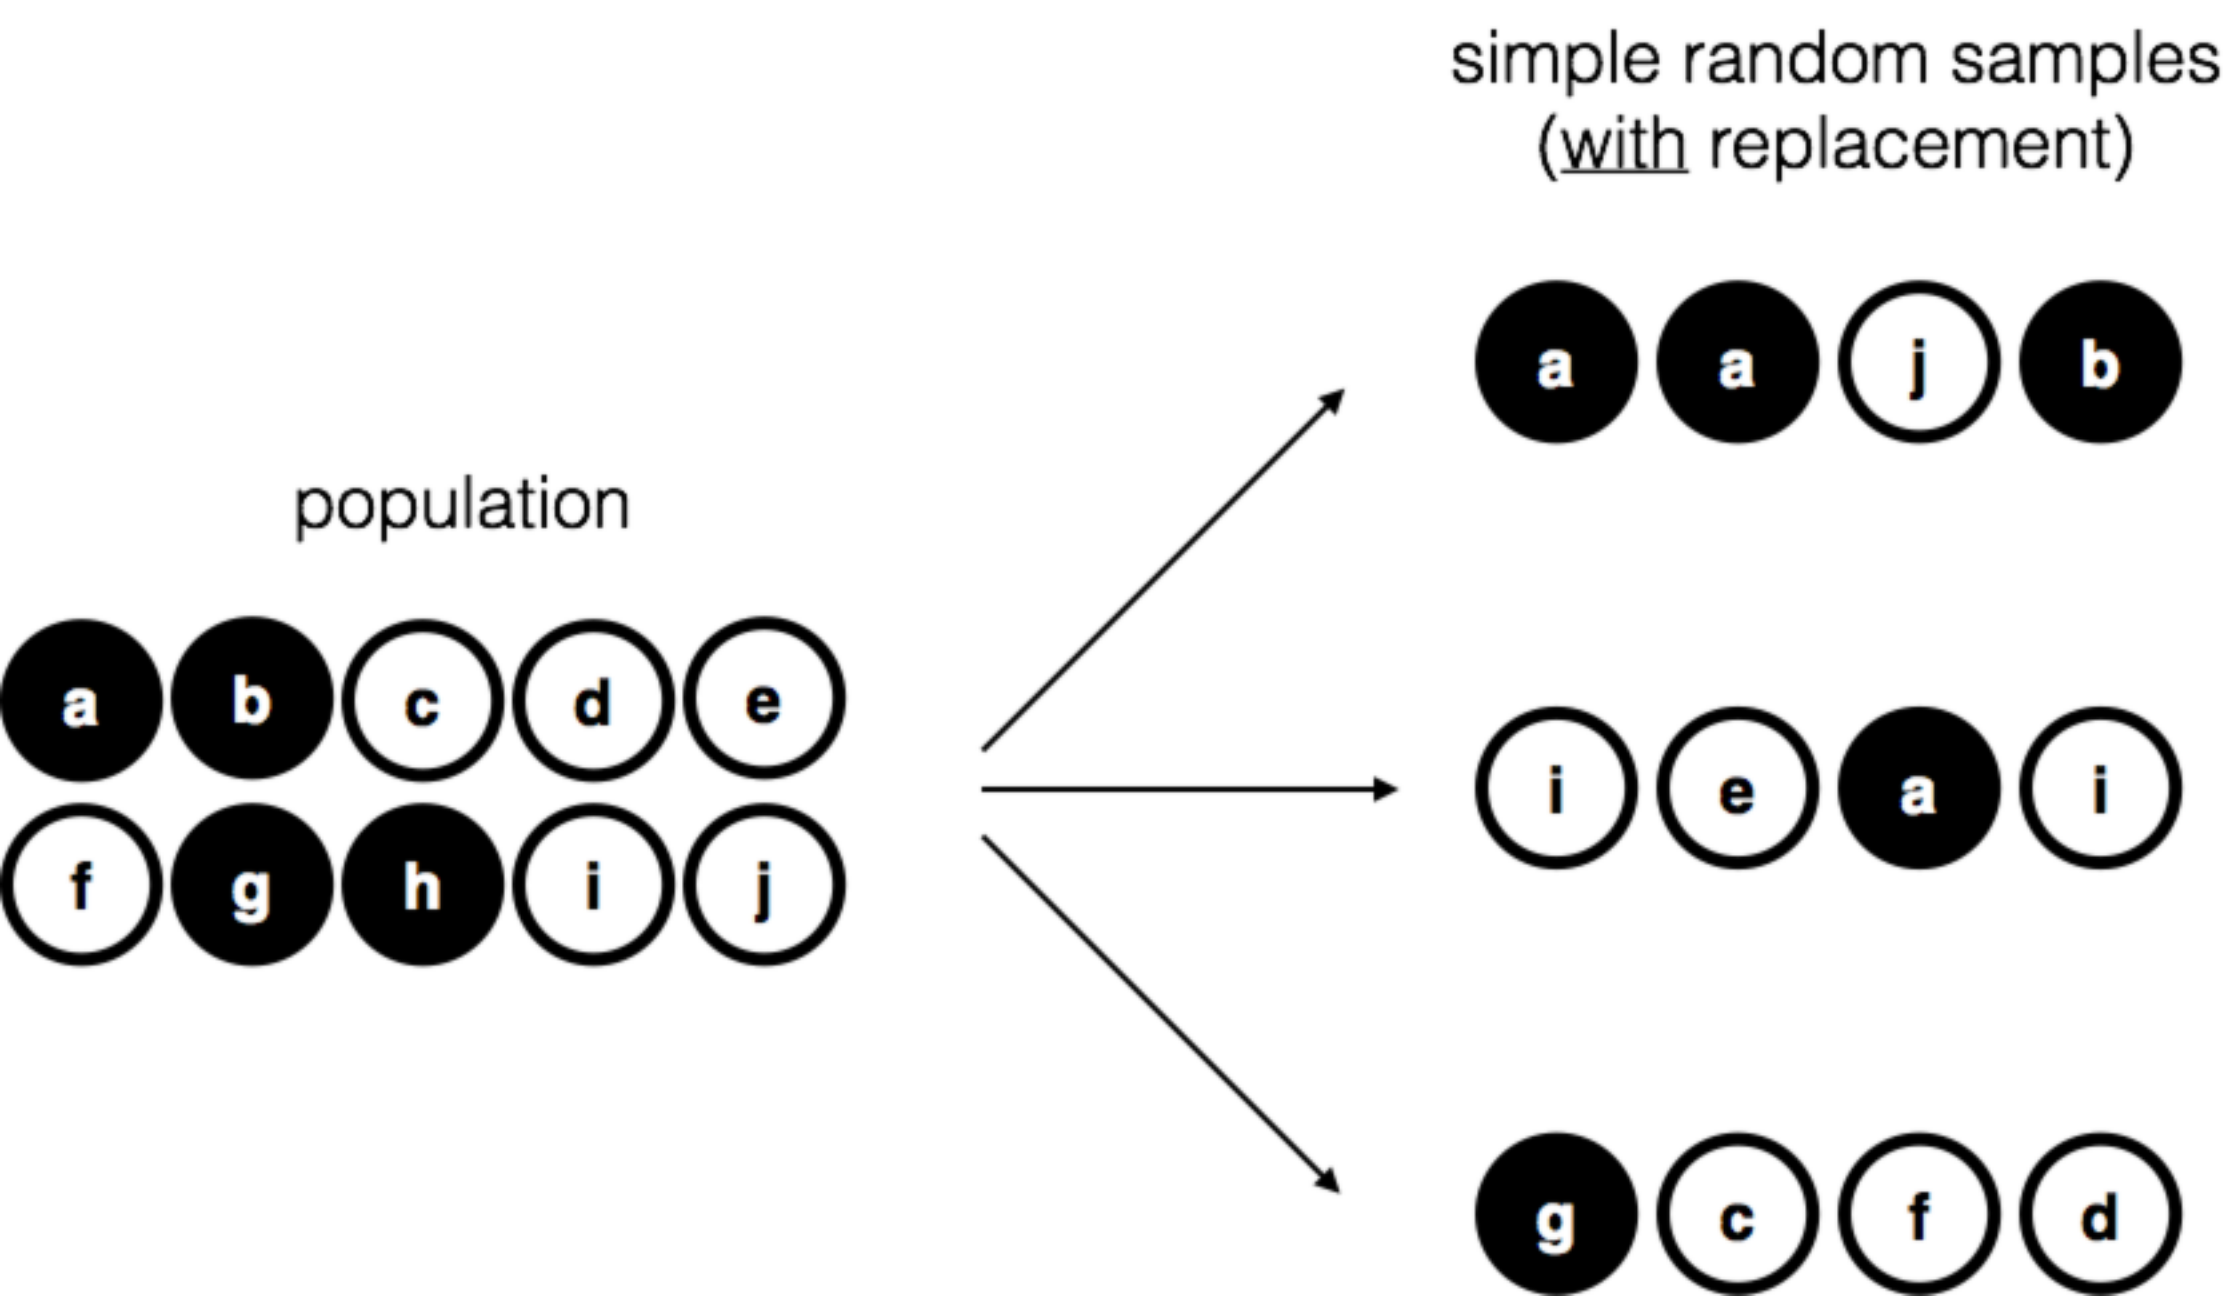 simple random samples
(with replacement)
a a j b
population
a b c d e
i e a i
f g h i j
g c f d